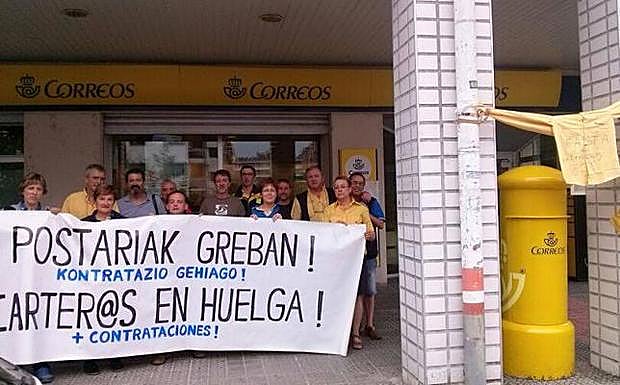 CORREOS
CORREOS
POSTARIAK GREBAN!
KONTRATAZIO GEHIAGO!
CARTER@S EN HUELGA!
+ CONTRATACIONES!
CORREOS